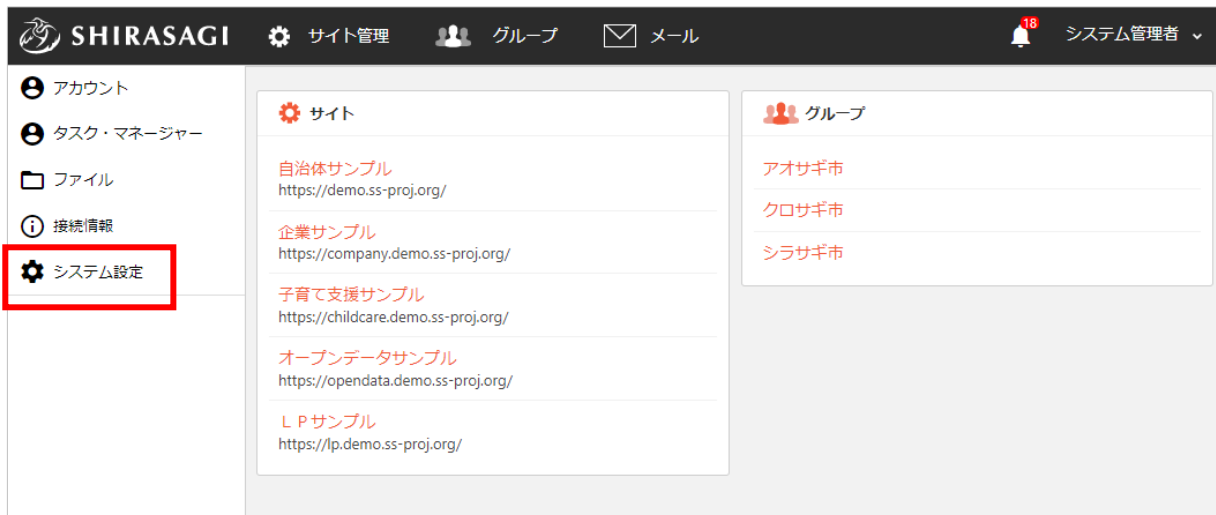 SHIRASAGI サイト管理 グループ メール 18 システム管理者
アカウント
タスク・マネージャー
ファイル
接続情報
システム設定
サイト
自治体サンプル
https://demo.ss-proj.org/
企業サンプル
https://company.demo.ss-proj.org/
子育て支援サンプル
https://childcare.demo.ss-proj.org/
オープンデータサンプル
https://opendata.demo.ss-proj.org/
ＬＰサンプル
https://lp.demo.ss-proj.org/
グループ
アオサギ市
クロサギ市
シラサギ市